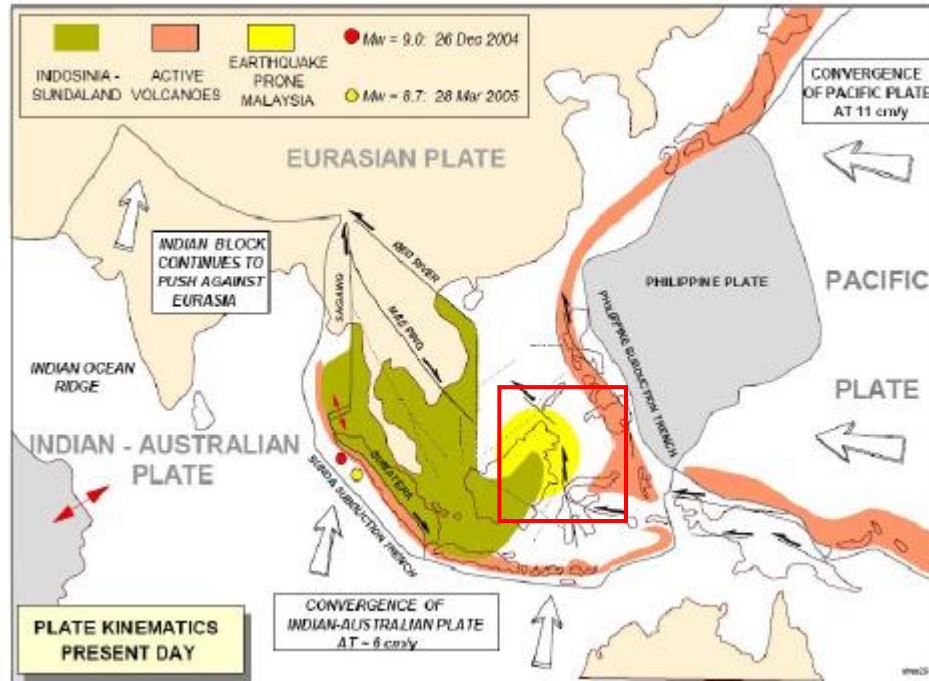 INDOSINIA -
SUNDALAND
ACTIVE
VOLCANOES
EARTHQUAKE
PRONE
MALAYSIA
Mw = 9.0: 26 Dec 2004
Mw = 8.7: 28 Mar 2005
CONVERGENCE
OF PACIFIC PLATE
AT 11 cm/y
EURASIAN PLATE
INDIAN BLOCK
CONTINUES TO
PUSH AGAINST
EURASIA
RED RIVER
MAE PING
PHILIPPINE PLATE
PHILIPPINE SUBDUCTION TRENCH
PACIFIC
PLATE
INDIAN OCEAN
RIDGE
INDIAN - AUSTRALIAN
PLATE
SUMATERA
SUNDA SUBDUCTION TRENCH
CONVERGENCE OF
INDIAN-AUSTRALIAN PLATE
AT ~ 6 cm/y
PLATE KINEMATICS
PRESENT DAY